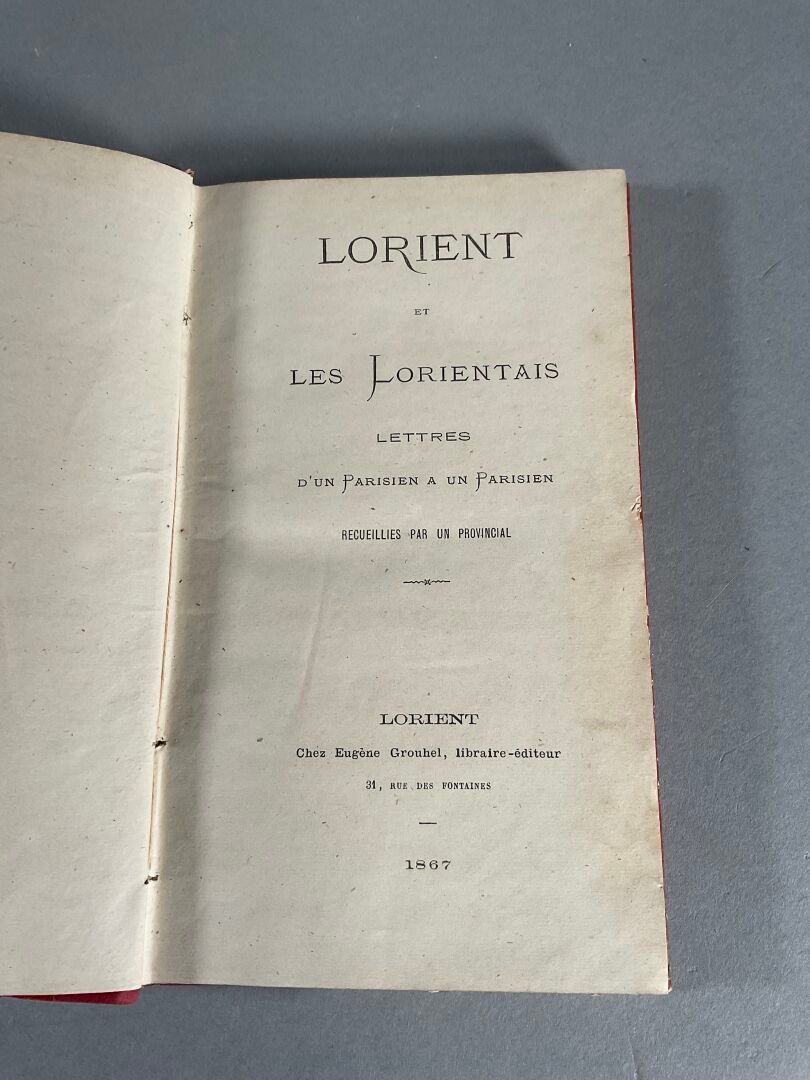 LORIENT
ET
LES LORIENTAIS
LETTRES
D'UN PARISIEN A UN PARISIEN
RECUEILLIES PAR UN PROVINCIAL
LORIENT
Chez Eugène Grouhel, libraire-éditeur
31, RUE DES FONTAINES
1867